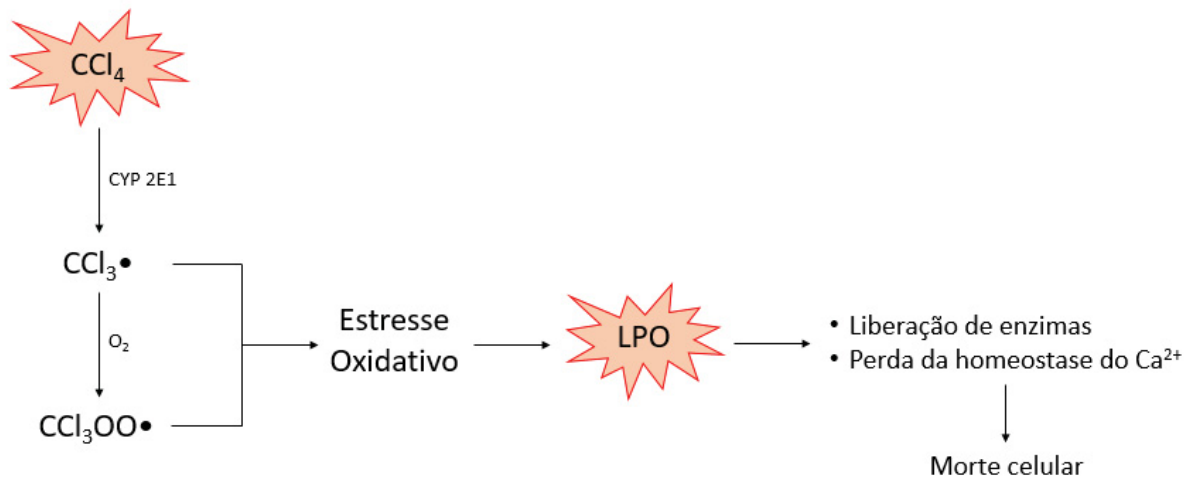 CCl₄
CYP 2E1
CCl₃•
O₂
CCl₃OO•
Estresse
Oxidativo
LPO
• Liberação de enzimas
• Perda da homeostase do Ca²⁺
Morte celular